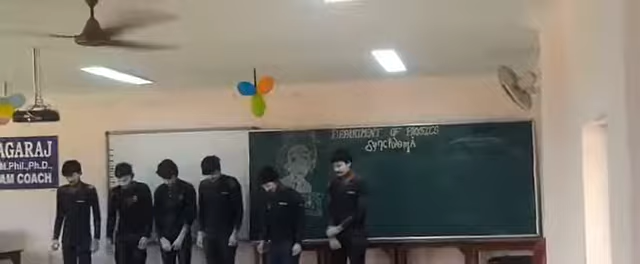 AGARAJ
M.Phil.,Ph.D.,
AM COACH
DEPARTMENT OF PHYSICS